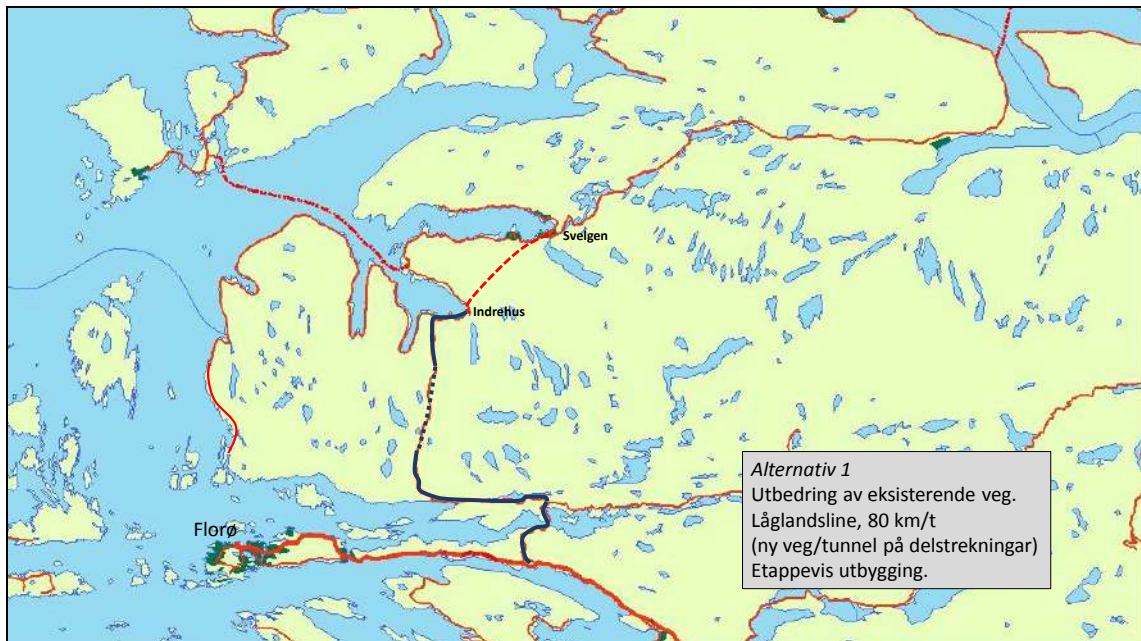 Svelgen
Indrehus
Florø
Alternativ 1
Utbedring av eksisterende veg.
Låglandsline, 80 km/t
(ny veg/tunnel på delstrekningar)
Etappevis utbygging.